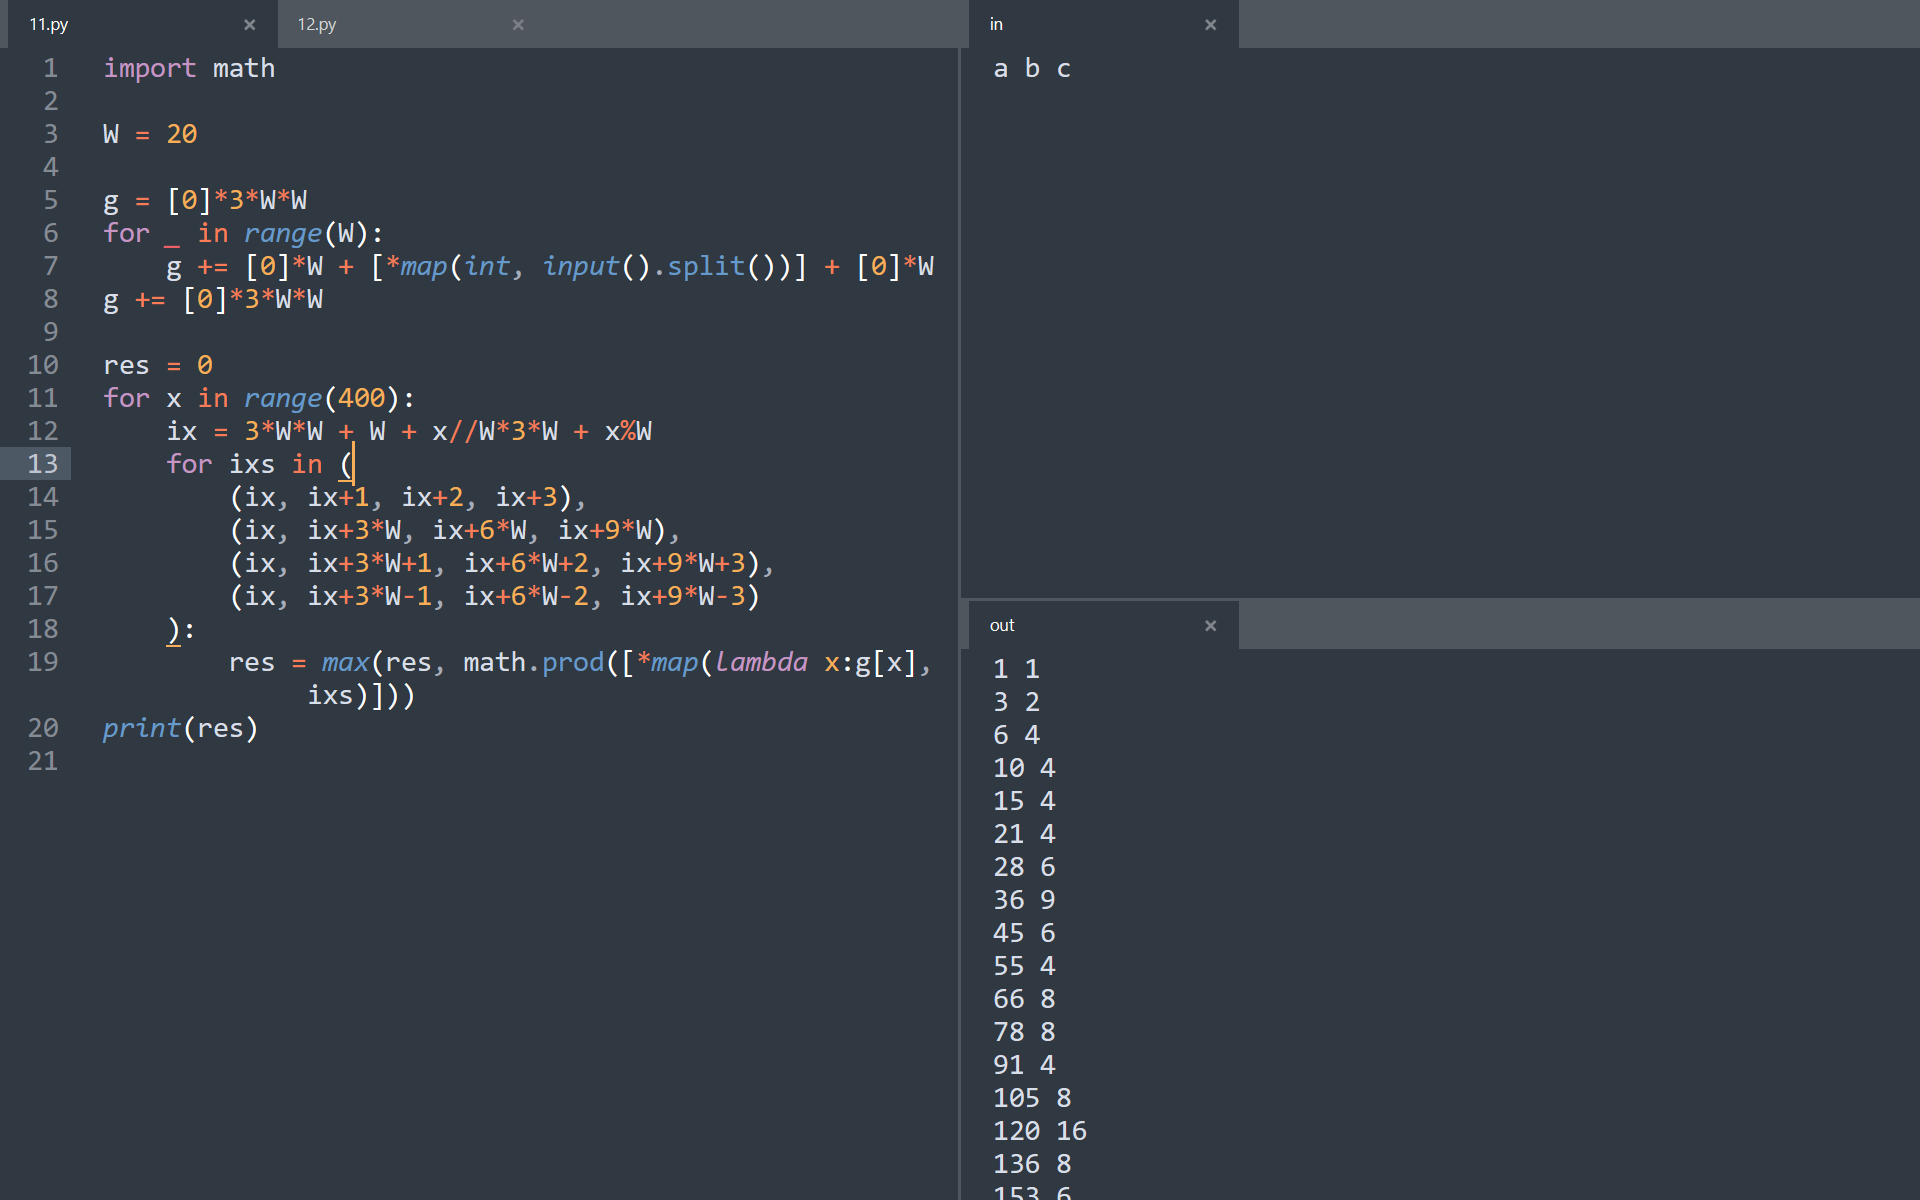 11.py × 12.py ×
1 import math
2
3 W = 20
4
5 g = [0]*3*W*W
6 for _ in range(W):
7     g += [0]*W + [*map(int, input().split())] + [0]*W
8 g += [0]*3*W*W
9
10 res = 0
11 for x in range(400):
12     ix = 3*W*W + W + x//W*3*W + x%W
13     for ixs in (
14         (ix, ix+1, ix+2, ix+3),
15         (ix, ix+3*W, ix+6*W, ix+9*W),
16         (ix, ix+3*W+1, ix+6*W+2, ix+9*W+3),
17         (ix, ix+3*W-1, ix+6*W-2, ix+9*W-3)
18     ):
19         res = max(res, math.prod([*map(lambda x:g[x],
ixs)]))
20 print(res)
21
in ×
a b c
out ×
1 1
3 2
6 4
10 4
15 4
21 4
28 6
36 9
45 6
55 4
66 8
78 8
91 4
105 8
120 16
136 8
153 6